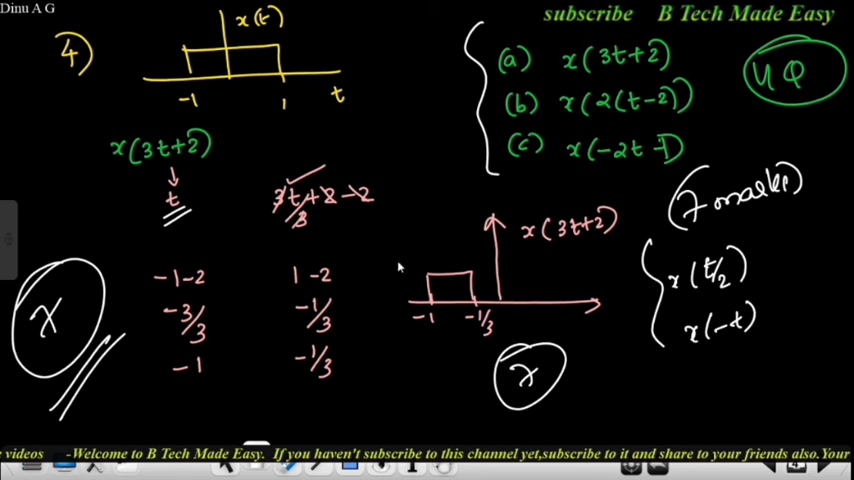 Dinu A G
subscribe B Tech Made Easy
4)
x(t)
-1 1 t
(a) x(3t+2)
(b) x(2(t-2))
(c) x(-2t-1)
UQ
(7 marks)
x(t/2)
x(-t)
x(3t+2)
t 3t+2-2
3
-1-2 1-2
-3/3 -1/3
-1 -1/3
x(3t+2)
-1 -1/3
videos -Welcome to B Tech Made Easy. If you haven't subscribe to this channel yet,subscribe to it and share to your friends also.Your